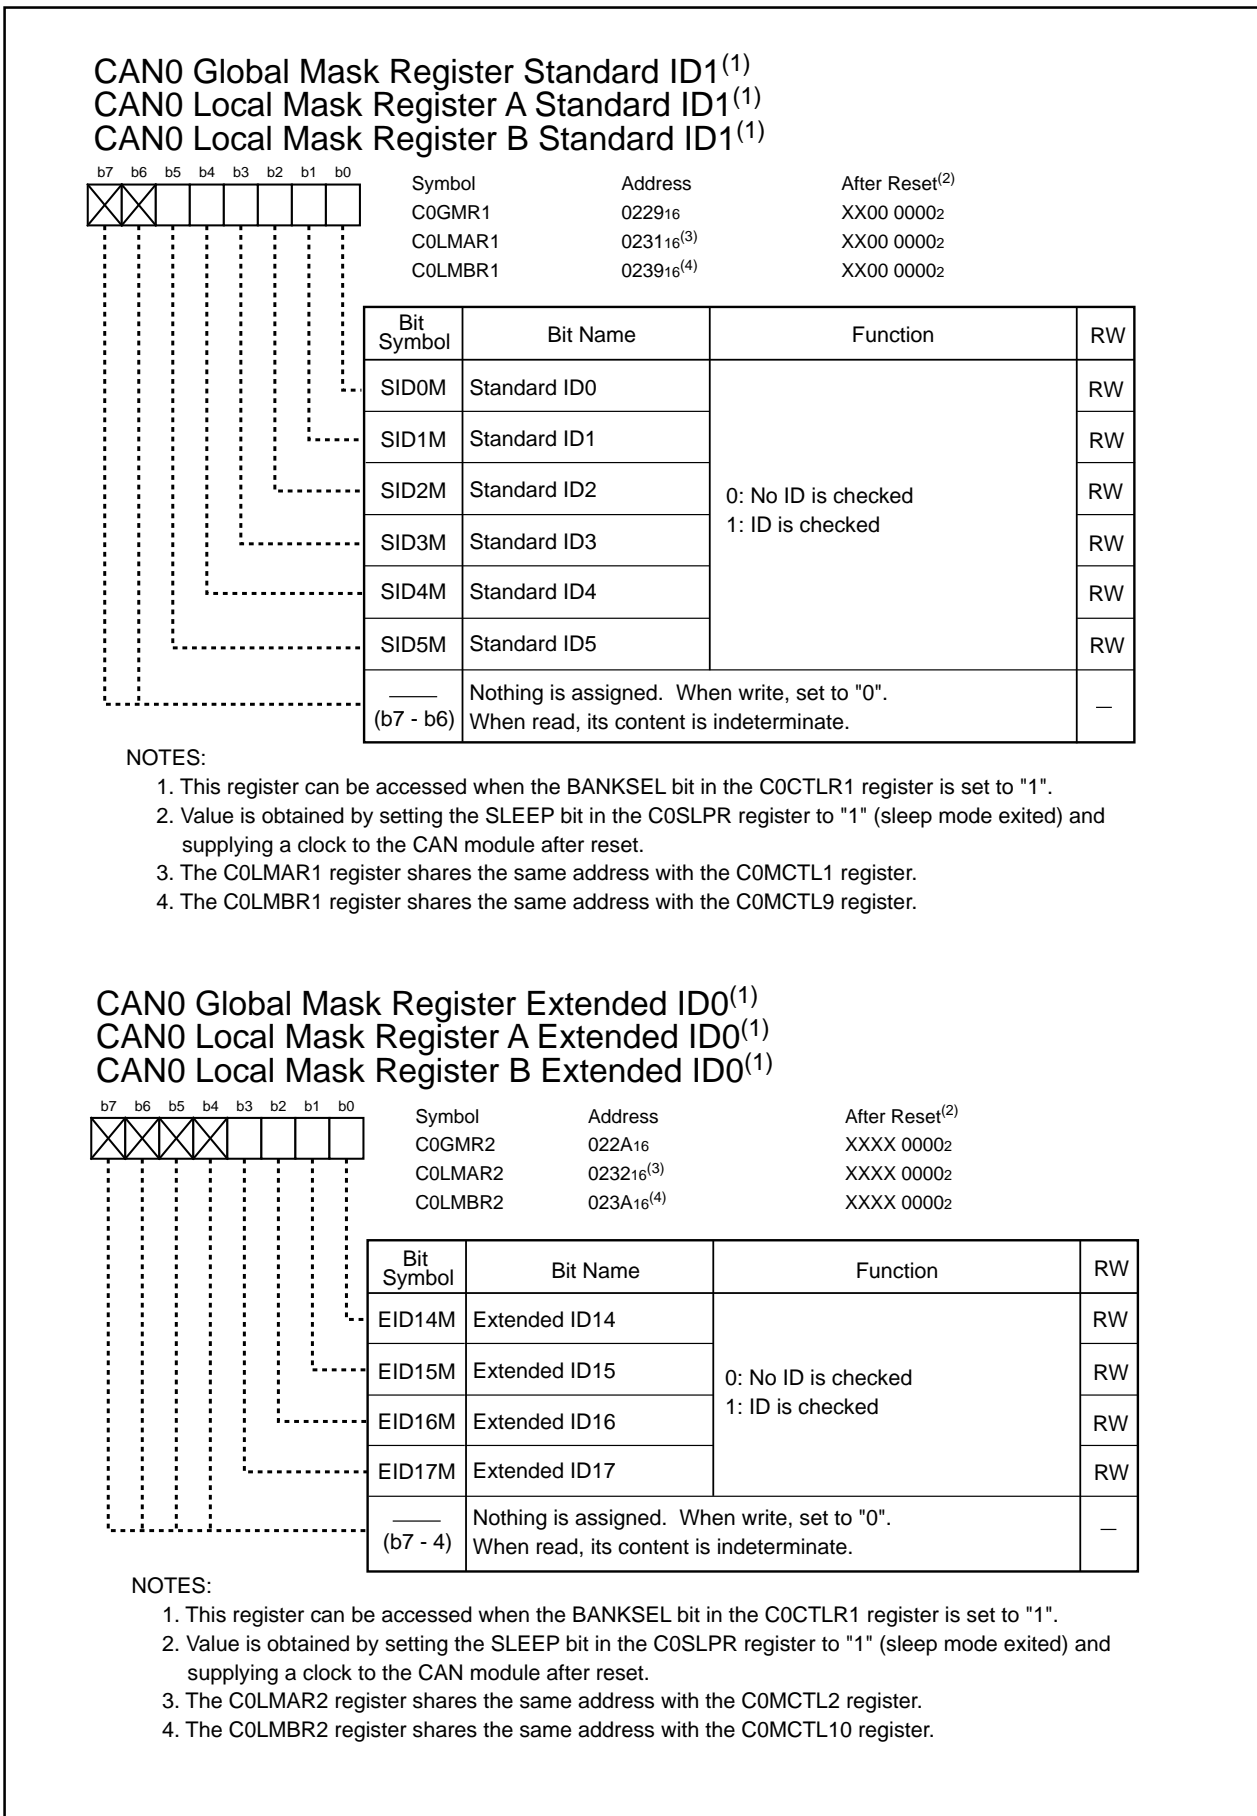 CAN0 Global Mask Register Standard ID1(1)
CAN0 Local Mask Register A Standard ID1(1)
CAN0 Local Mask Register B Standard ID1(1)
b7 b6 b5 b4 b3 b2 b1 b0
Symbol Address After Reset(2)
C0GMR1 022916 XX00 00002
C0LMAR1 023116(3) XX00 00002
C0LMBR1 023916(4) XX00 00002
Bit Symbol Bit Name Function RW
SID0M Standard ID0 RW
SID1M Standard ID1 RW
SID2M Standard ID2 RW
0: No ID is checked
1: ID is checked
SID3M Standard ID3 RW
SID4M Standard ID4 RW
SID5M Standard ID5 RW
(b7 - b6) Nothing is assigned. When write, set to "0".
When read, its content is indeterminate. –
NOTES:
1. This register can be accessed when the BANKSEL bit in the C0CTLR1 register is set to "1".
2. Value is obtained by setting the SLEEP bit in the C0SLPR register to "1" (sleep mode exited) and
supplying a clock to the CAN module after reset.
3. The C0LMAR1 register shares the same address with the C0MCTL1 register.
4. The C0LMBR1 register shares the same address with the C0MCTL9 register.
CAN0 Global Mask Register Extended ID0(1)
CAN0 Local Mask Register A Extended ID0(1)
CAN0 Local Mask Register B Extended ID0(1)
b7 b6 b5 b4 b3 b2 b1 b0
Symbol Address After Reset(2)
C0GMR2 022A16 XXXX 00002
C0LMAR2 023216(3) XXXX 00002
C0LMBR2 023A16(4) XXXX 00002
Bit Symbol Bit Name Function RW
EID14M Extended ID14 RW
EID15M Extended ID15 RW
0: No ID is checked
1: ID is checked
EID16M Extended ID16 RW
EID17M Extended ID17 RW
(b7 - 4) Nothing is assigned. When write, set to "0".
When read, its content is indeterminate. –
NOTES:
1. This register can be accessed when the BANKSEL bit in the C0CTLR1 register is set to "1".
2. Value is obtained by setting the SLEEP bit in the C0SLPR register to "1" (sleep mode exited) and
supplying a clock to the CAN module after reset.
3. The C0LMAR2 register shares the same address with the C0MCTL2 register.
4. The C0LMBR2 register shares the same address with the C0MCTL10 register.